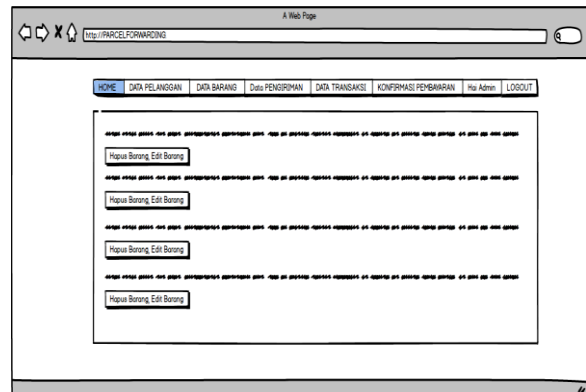 A Web Page
http://PARCELFORWARDING
HOME DATA PELANGGAN DATA BARANG Data PENGIRIMAN DATA TRANSAKSI KONFIRMASI PEMBAYARAN Hai Admin LOGOUT
Hapus Barang, Edit Barang
Hapus Barang, Edit Barang
Hapus Barang, Edit Barang
Hapus Barang, Edit Barang